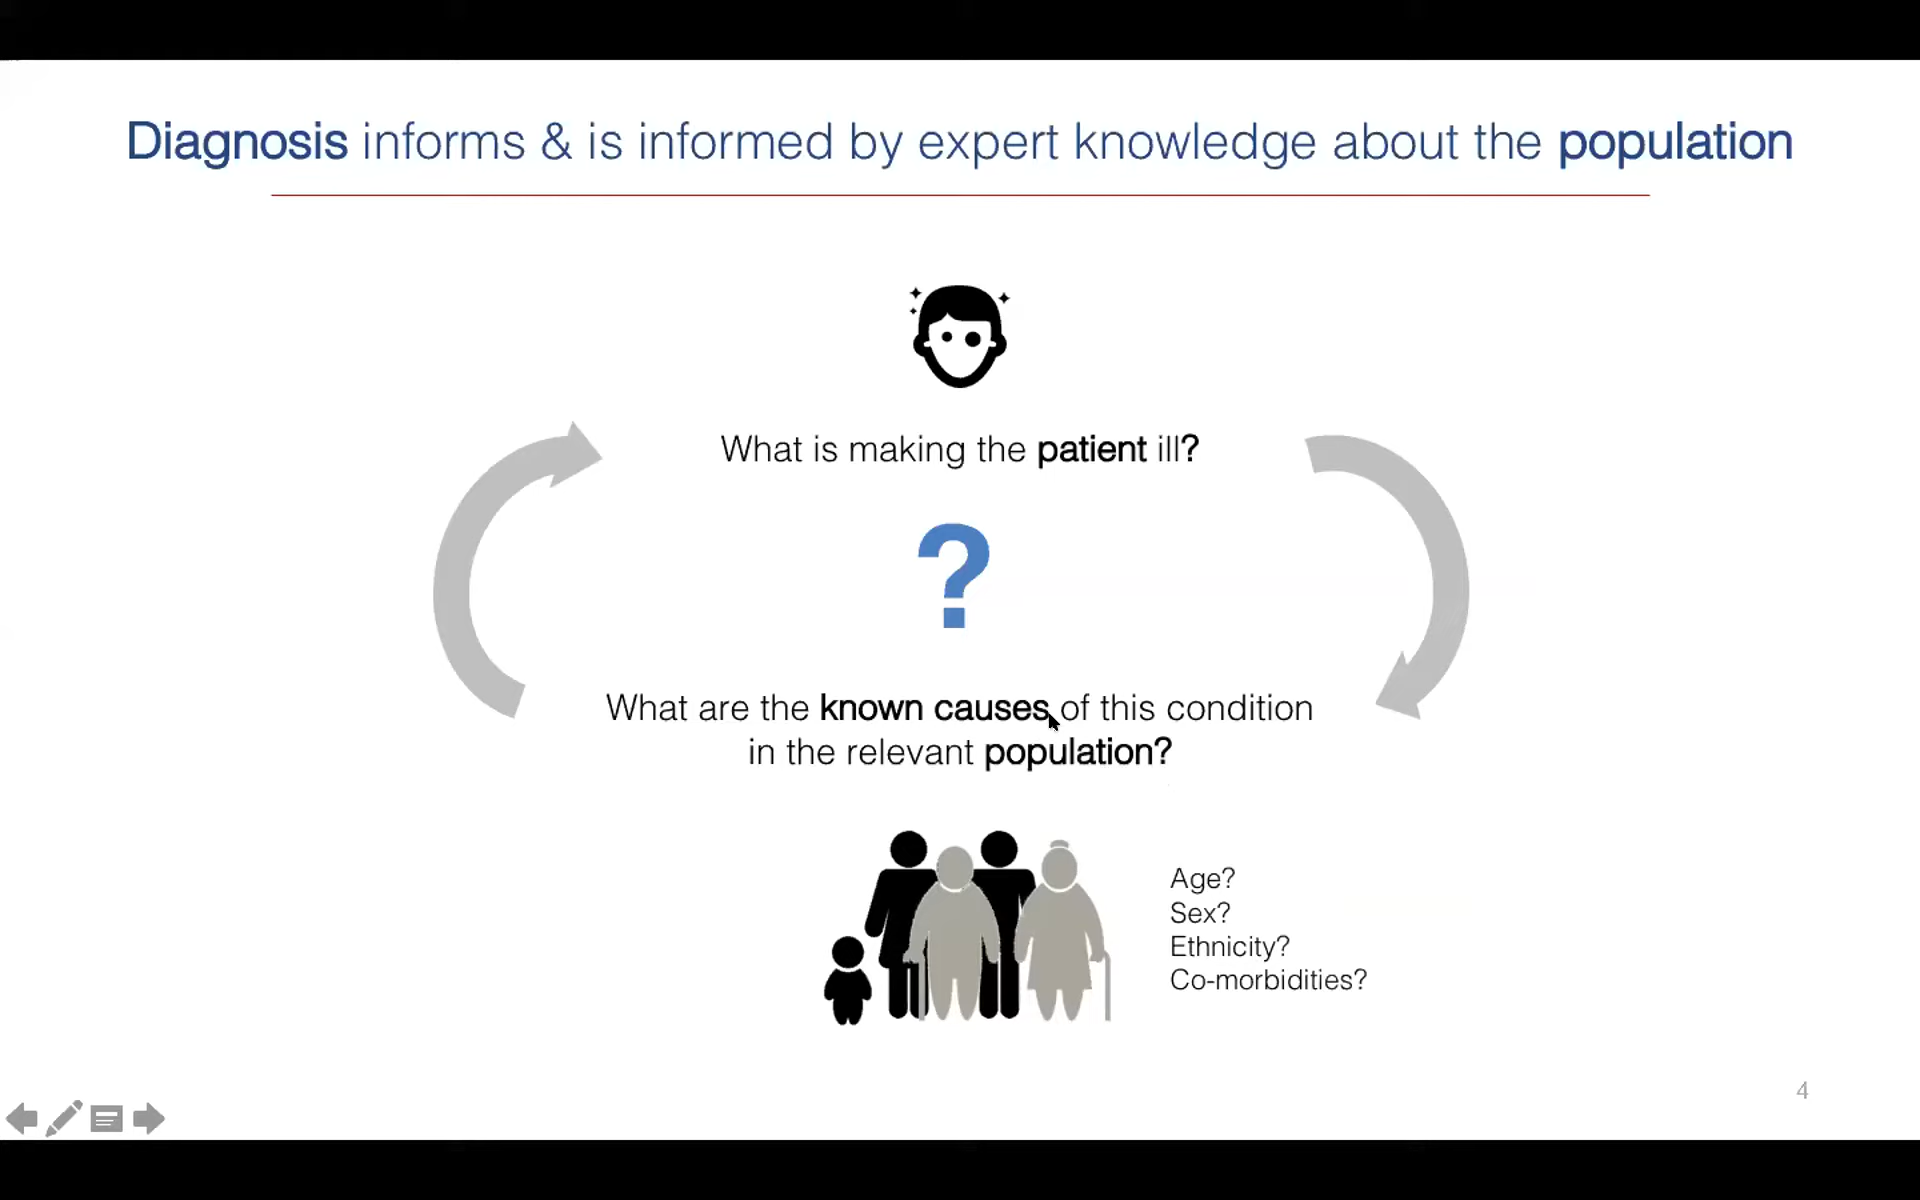 Diagnosis informs & is informed by expert knowledge about the population
What is making the patient ill?
?
What are the known causes of this condition
in the relevant population?
Age?
Sex?
Ethnicity?
Co-morbidities?
4